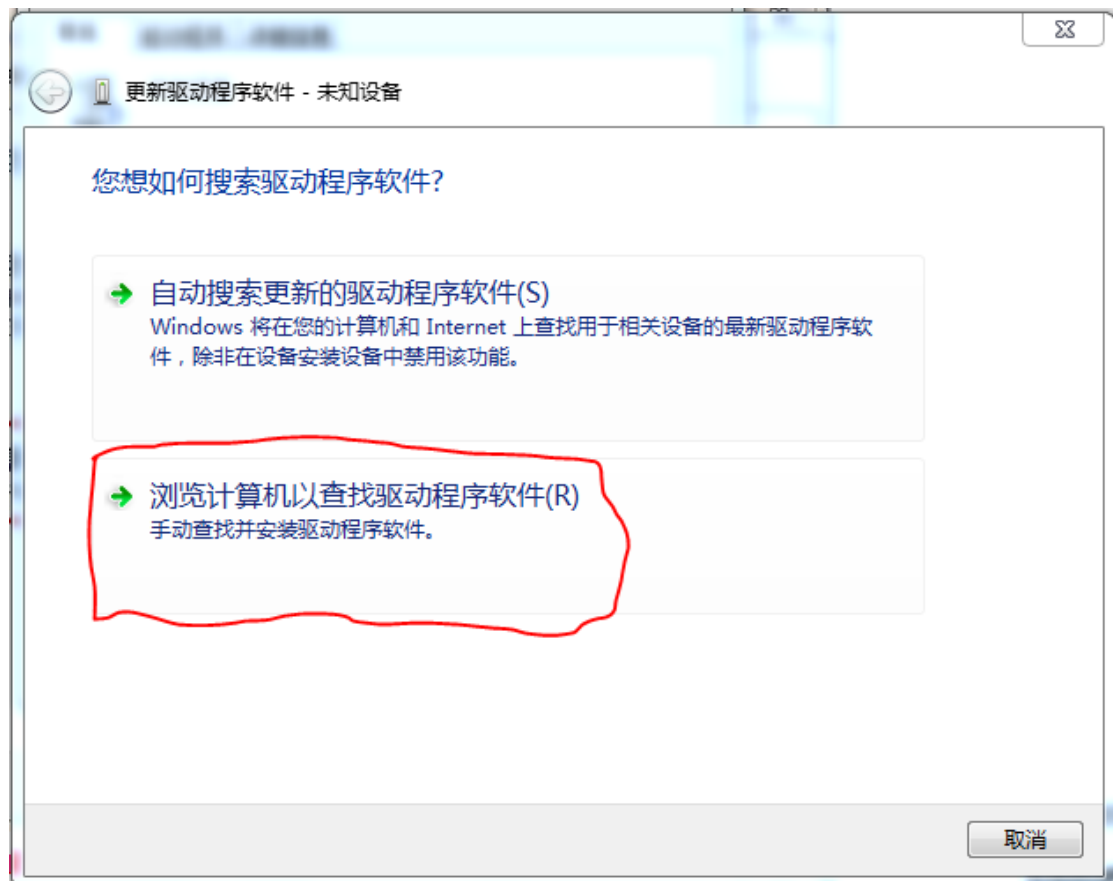 更新驱动程序软件 - 未知设备
您想如何搜索驱动程序软件?
自动搜索更新的驱动程序软件(S)
Windows 将在您的计算机和 Internet 上查找用于相关设备的最新驱动程序软
件，除非在设备安装设备中禁用该功能。
浏览计算机以查找驱动程序软件(R)
手动查找并安装驱动程序软件。
取消